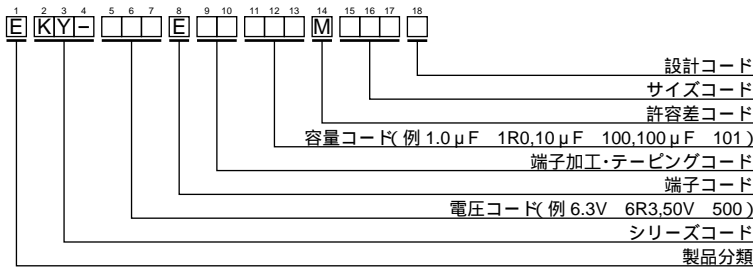 1 2 3 4 5 6 7 8 9 10 11 12 13 14 15 16 17 18
E KY- E M
設計コード
サイズコード
許容差コード
容量コード(例 1.0μF 1R0,10μF 100,100μF 101)
端子加工・テーピングコード
端子コード
電圧コード(例 6.3V 6R3,50V 500)
シリーズコード
製品分類